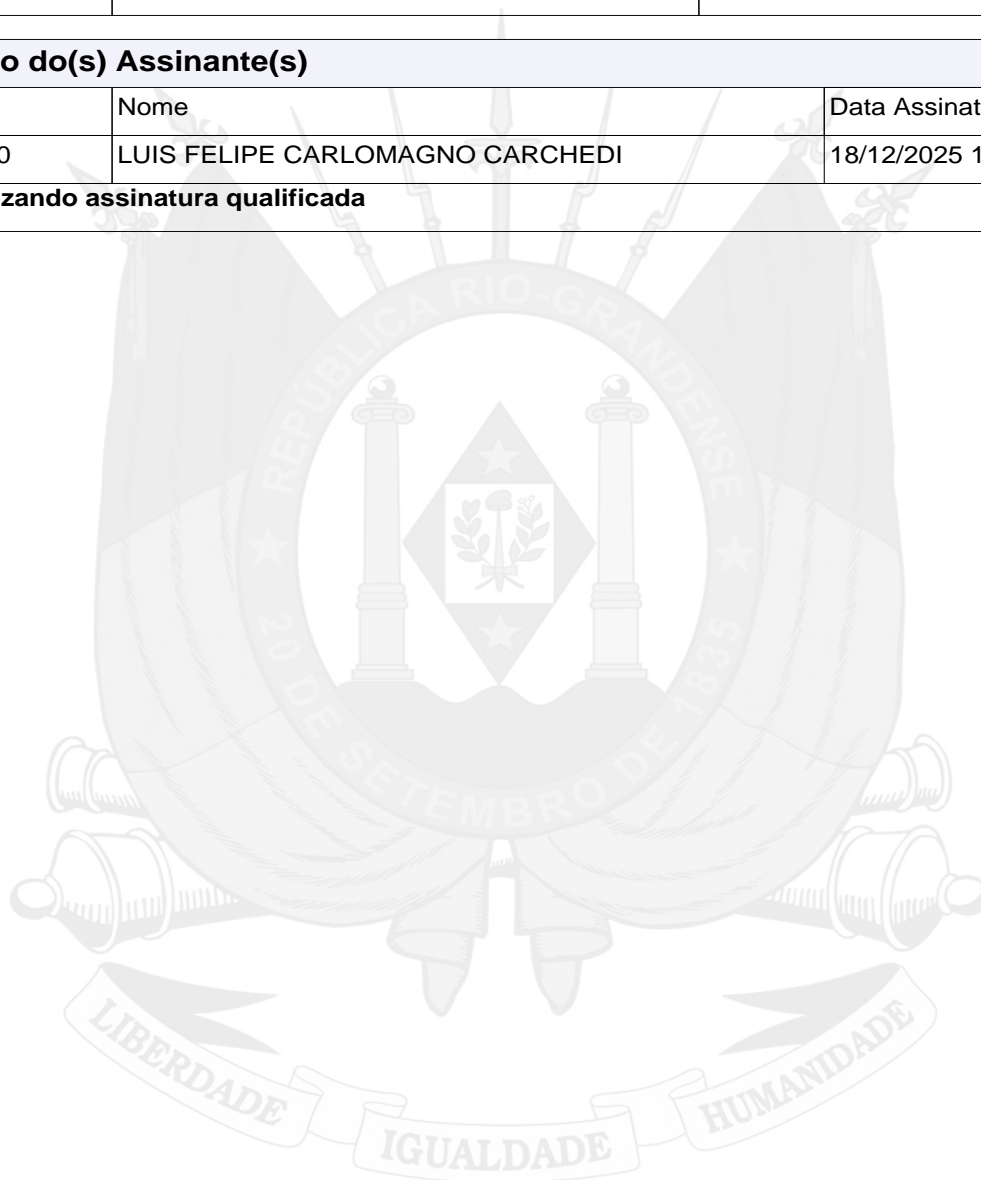 o do(s) Assinante(s)
Nome
Data Assinat
0
LUIS FELIPE CARLOMAGNO CARCHEDI
18/12/2025 1
zando assinatura qualificada
REPÚBLICA RIO-GRANDENSE
20 DE SETEMBRO DE 1835
LIBERDADE
IGUALDADE
HUMANIDADE